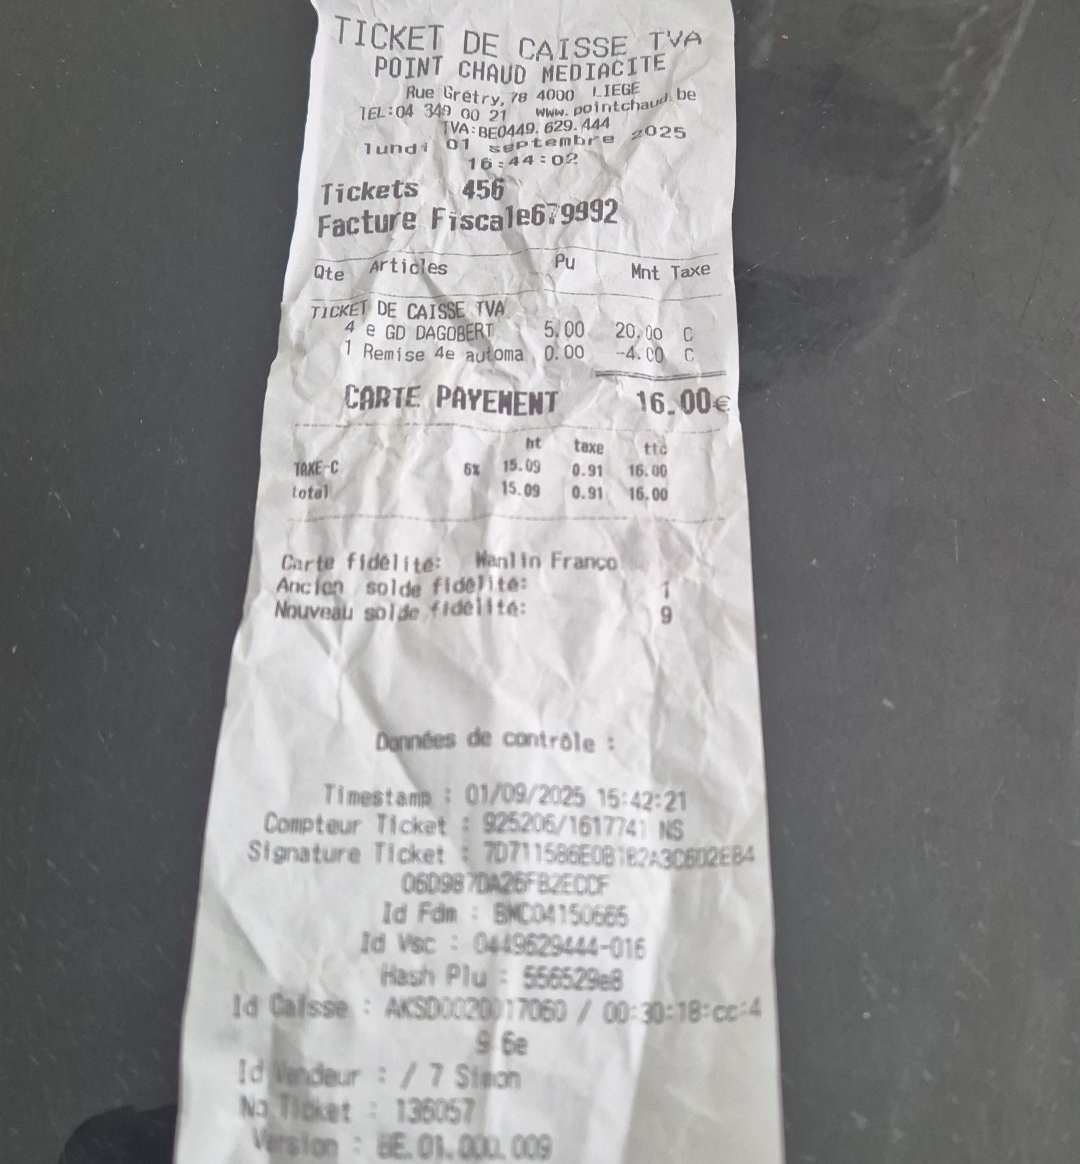 TICKET DE CAISSE TVA
POINT CHAUD MEDIACITE
Rue Grétry, 78 4000 LIEGE
TEL:04 349 00 21 www.pointchaud.be
TVA:BE0449.629.444
lundi 01 septembre 2025
16:44:02
Tickets 456
Facture Fiscale679992
Qte Articles Pu Mnt Taxe
TICKET DE CAISSE TVA
4 e GD DAGOBERT 5.00 20.00 C
1 Remise 4e automa 0.00 -4.00 C
CARTE PAYEMENT 16.00€
ht taxe ttc
TAXE-C 6% 15.09 0.91 16.00
total 15.09 0.91 16.00
Carte fidélité: Wanlin Franço
Ancien solde fidélité: 1
Nouveau solde fidélité: 9
Données de contrôle :
Timestamp : 01/09/2025 15:42:21
Compteur Ticket : 925206/1617741 NS
Signature Ticket :
Id Fdm : BMC04150665
Id Vsc : 0449629444-016
Hash Plu : 556529e8
Id Caisse : AKSD0020017060 / 00:30:18:cc:4
9:6e
Id Vendeur : / 7 Simon
No Ticket : 136057
Version : BE.01.000.009